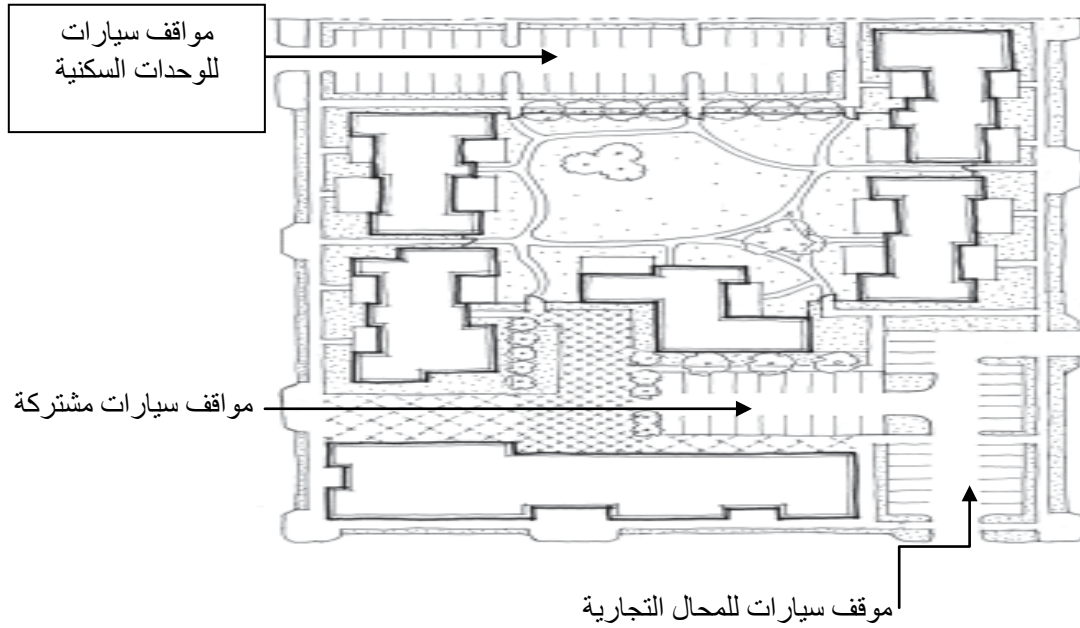 مواقف سيارات
للوحدات السكنية
مواقف سيارات مشتركة
موقف سيارات للمحال التجارية